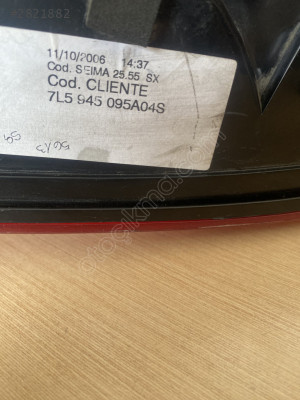 11/10/2006 14:37
Cod. SEIMA 25.55 SX
Cod. CLIENTE
7L5 945 095A04S